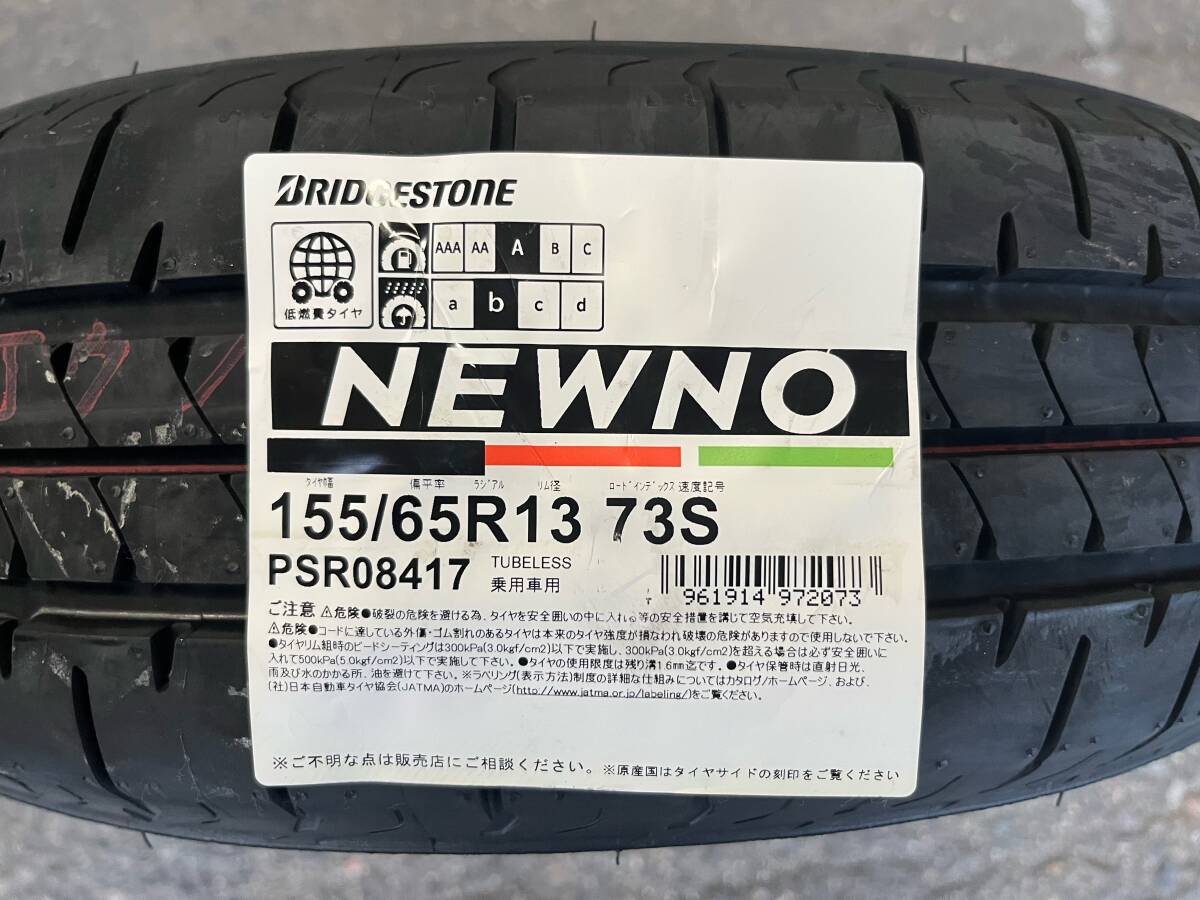 BRIDGESTONE
AAA AA A B C
a b c d
低燃費タイヤ
NEWNO
タイヤの幅 偏平率 ラジアル リム径 ロードインデックス 速度記号
155/65R13 73S
PSR08417 TUBELESS
乗用車用
961914 972073
ご注意 ⚠危険●破裂の危険を避ける為、タイヤを安全囲いの中に入れる等の安全措置を講じて空気充填して下さい。
⚠危険●コードに達している外傷・ゴム割れのあるタイヤは本来のタイヤ強度が損なわれ破壊の危険がありますので使用しないで下さい。
●タイヤリム組時のビードシーティングは300kPa(3.0kgf/cm2)以下で実施し、300kPa(3.0kgf/cm2)を超える場合は必ず安全囲いに
入れて500kPa(5.0kgf/cm2)以下で実施して下さい。●タイヤの使用限度は残り溝1.6mm迄です。●タイヤ保管時は直射日光、
雨及び水のかかる所、油を避けて下さい。※ラベリング(表示方法)制度の詳細な仕組みについてはカタログ/ホームページ、および、
(社)日本自動車タイヤ協会(JATMA)のホームページ(http://www.jatma.or.jp/labeling/)をご覧ください。
※ご不明な点は販売店にご相談ください。※原産国はタイヤサイドの刻印をご覧ください